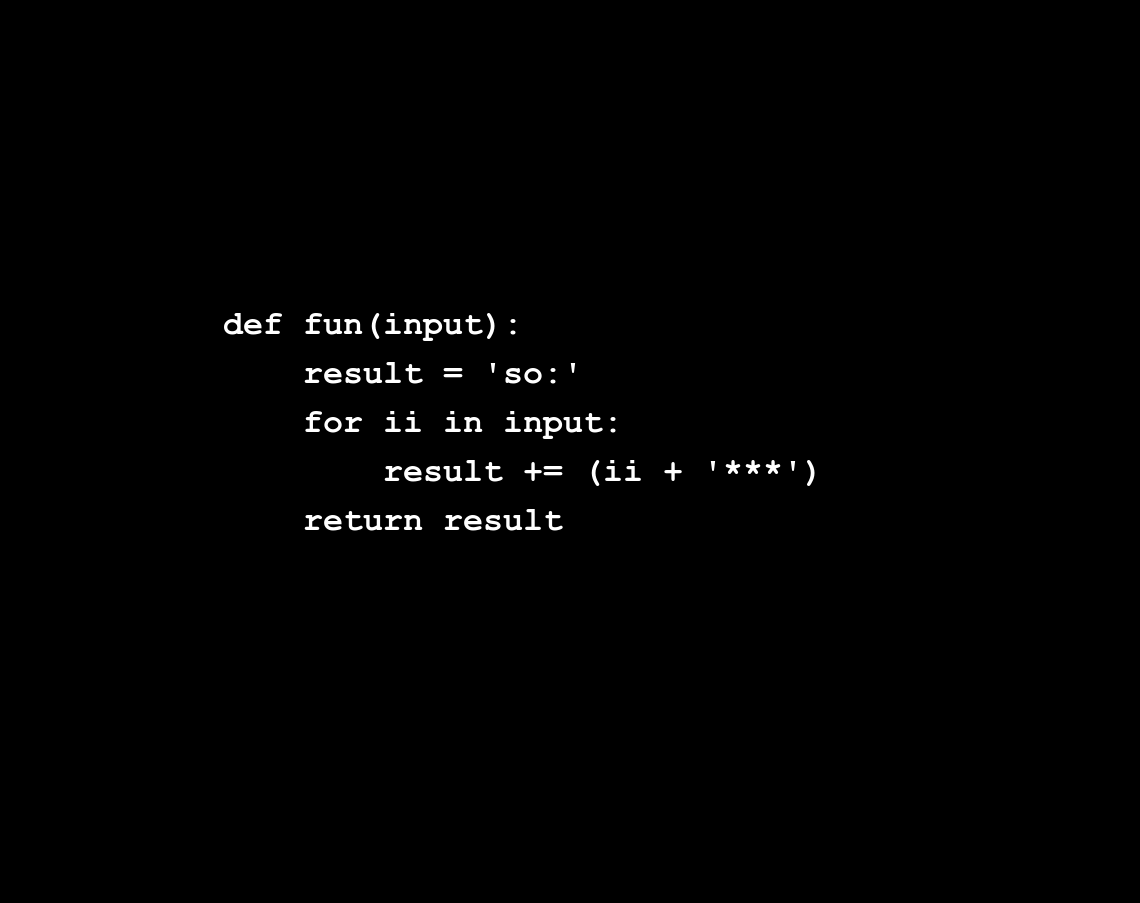 def fun(input):
    result = 'so:'
    for ii in input:
        result += (ii + '***')
    return result